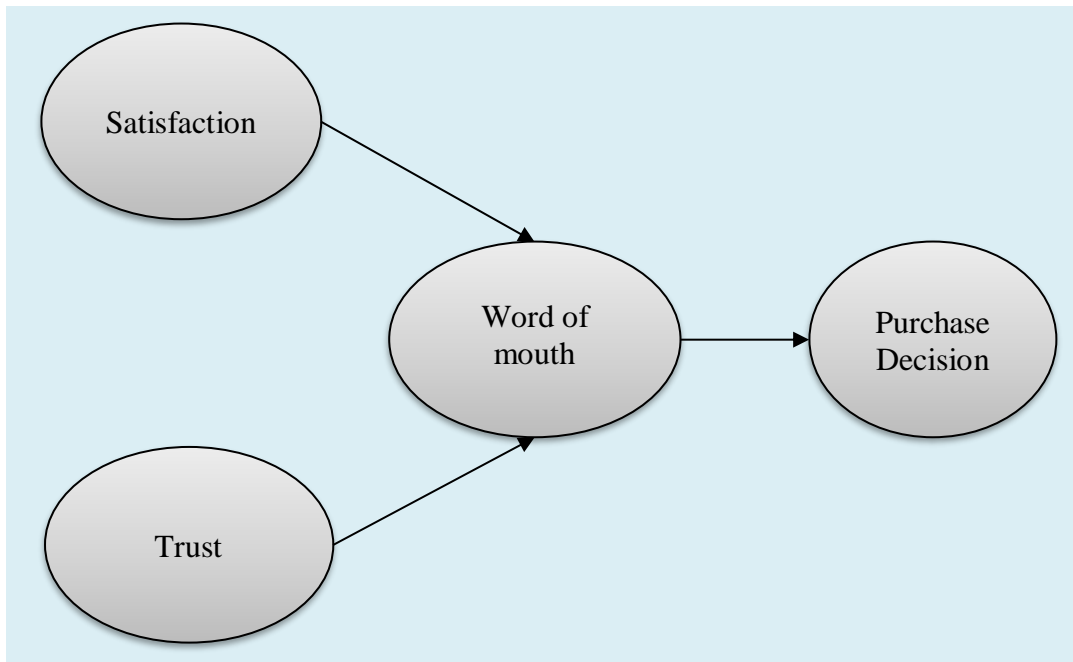 Satisfaction
Word of
mouth
Purchase
Decision
Trust